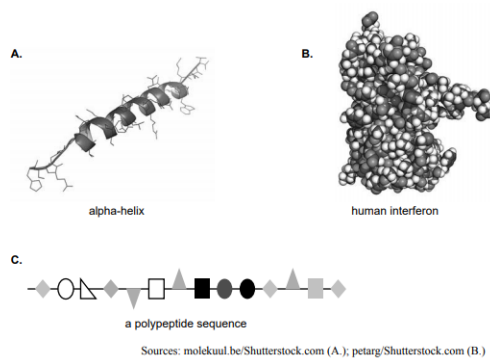 A.
B.
alpha-helix
human interferon
C.
a polypeptide sequence
Sources: molekuul.be/Shutterstock.com (A.); petarg/Shutterstock.com (B.)